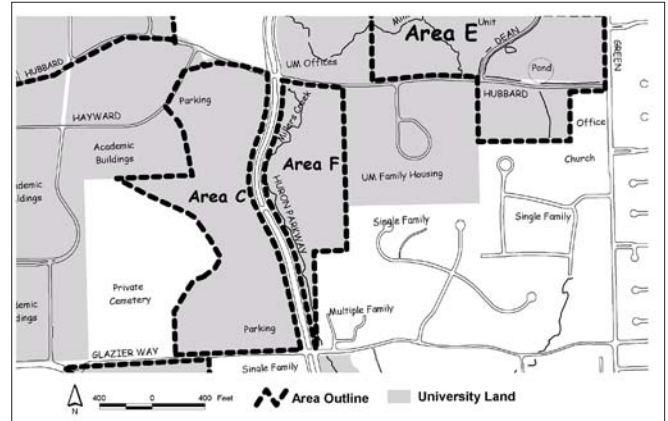 Area E
Unit
DEAN
GREEN
HUBBARD
UM Offices
Pond
Parking
HUBBARD
HAYWARD
Millers Creek
Office
Academic
Buildings
Area F
Church
UM Family Housing
Area C
HURON PARKWAY
Single Family
Single Family
Private
Cemetery
Multiple Family
Parking
GLAZIER WAY
Single Family
N
400 0 400 Feet
Area Outline
University Land